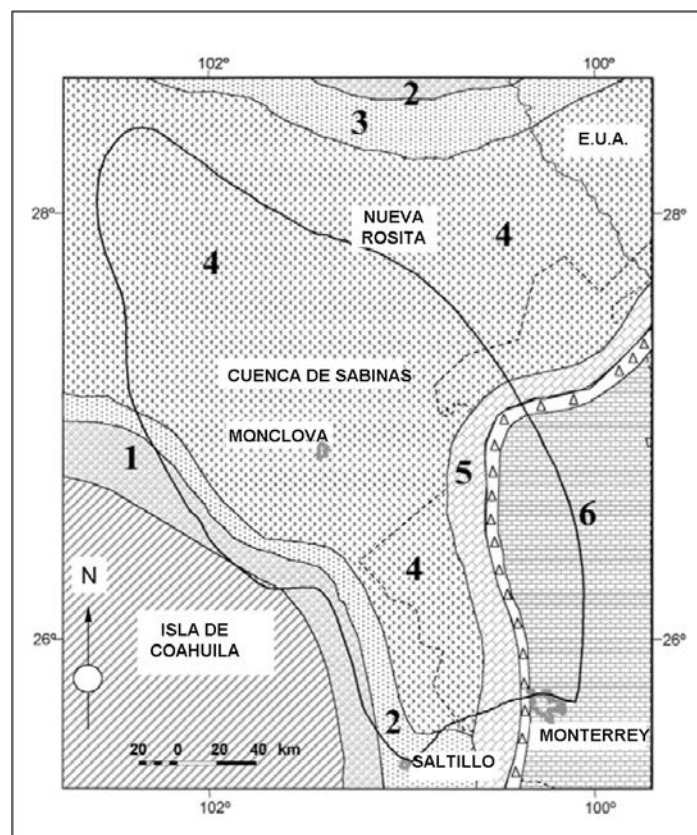 102º
100º
2
3
E.U.A.
28º
28º
NUEVA
ROSITA
4
4
CUENCA DE SABINAS
MONCLOVA
1
5
6
N
4
26º
26º
ISLA DE
COAHUILA
2
MONTERREY
20 0 20 40 km
SALTILLO
102º
100º